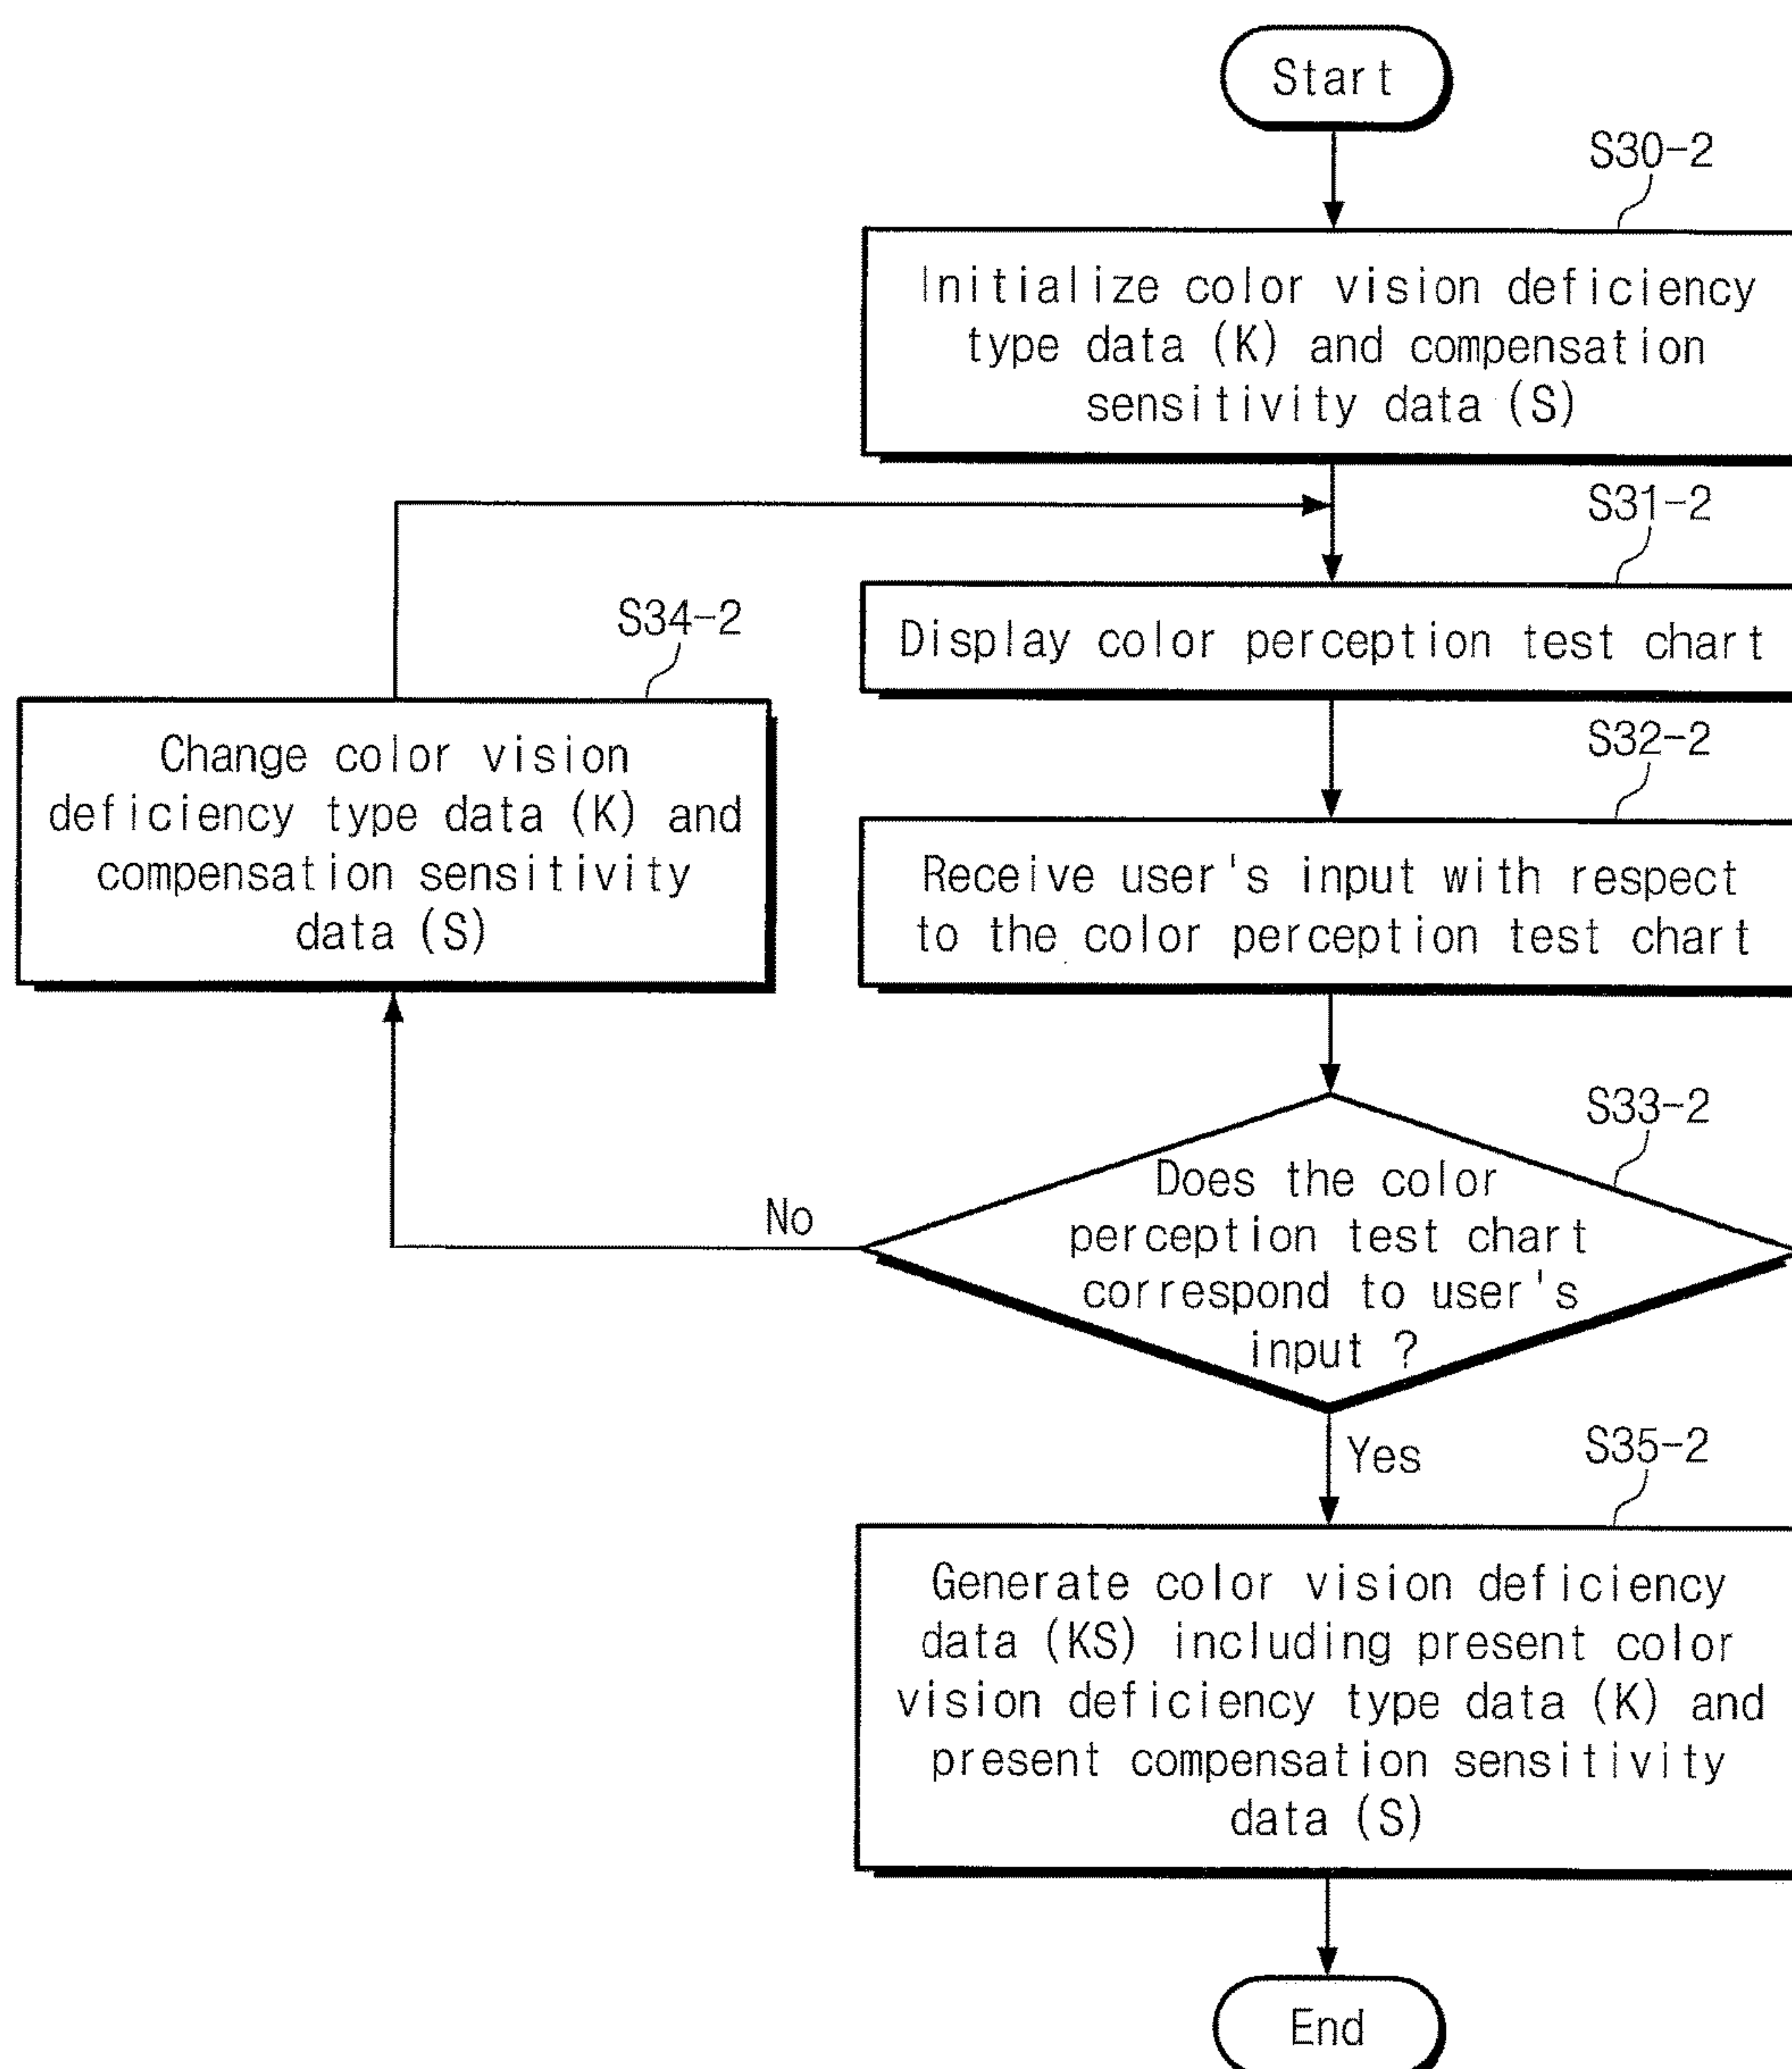 Start
S30-2
Initialize color vision deficiency
type data (K) and compensation
sensitivity data (S)
S31-2
Display color perception test chart
S34-2
Change color vision
deficiency type data (K) and
compensation sensitivity
data (S)
S32-2
Receive user's input with respect
to the color perception test chart
S33-2
Does the color
perception test chart
correspond to user's
input ?
No
Yes
S35-2
Generate color vision deficiency
data (KS) including present color
vision deficiency type data (K) and
present compensation sensitivity
data (S)
End